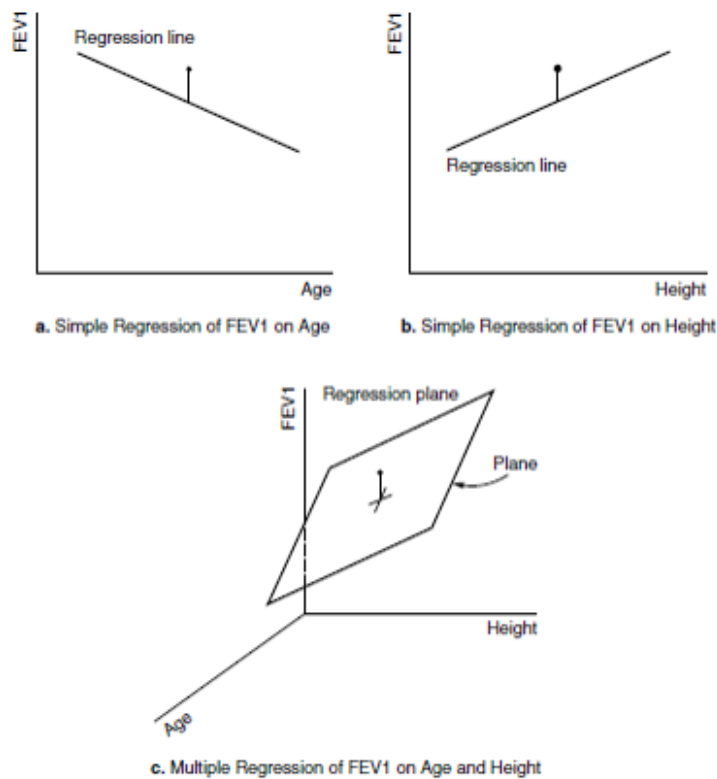 FEV1
Regression line
Age
a. Simple Regression of FEV1 on Age
FEV1
Regression line
Height
b. Simple Regression of FEV1 on Height
FEV1
Regression plane
Plane
Height
Age
c. Multiple Regression of FEV1 on Age and Height